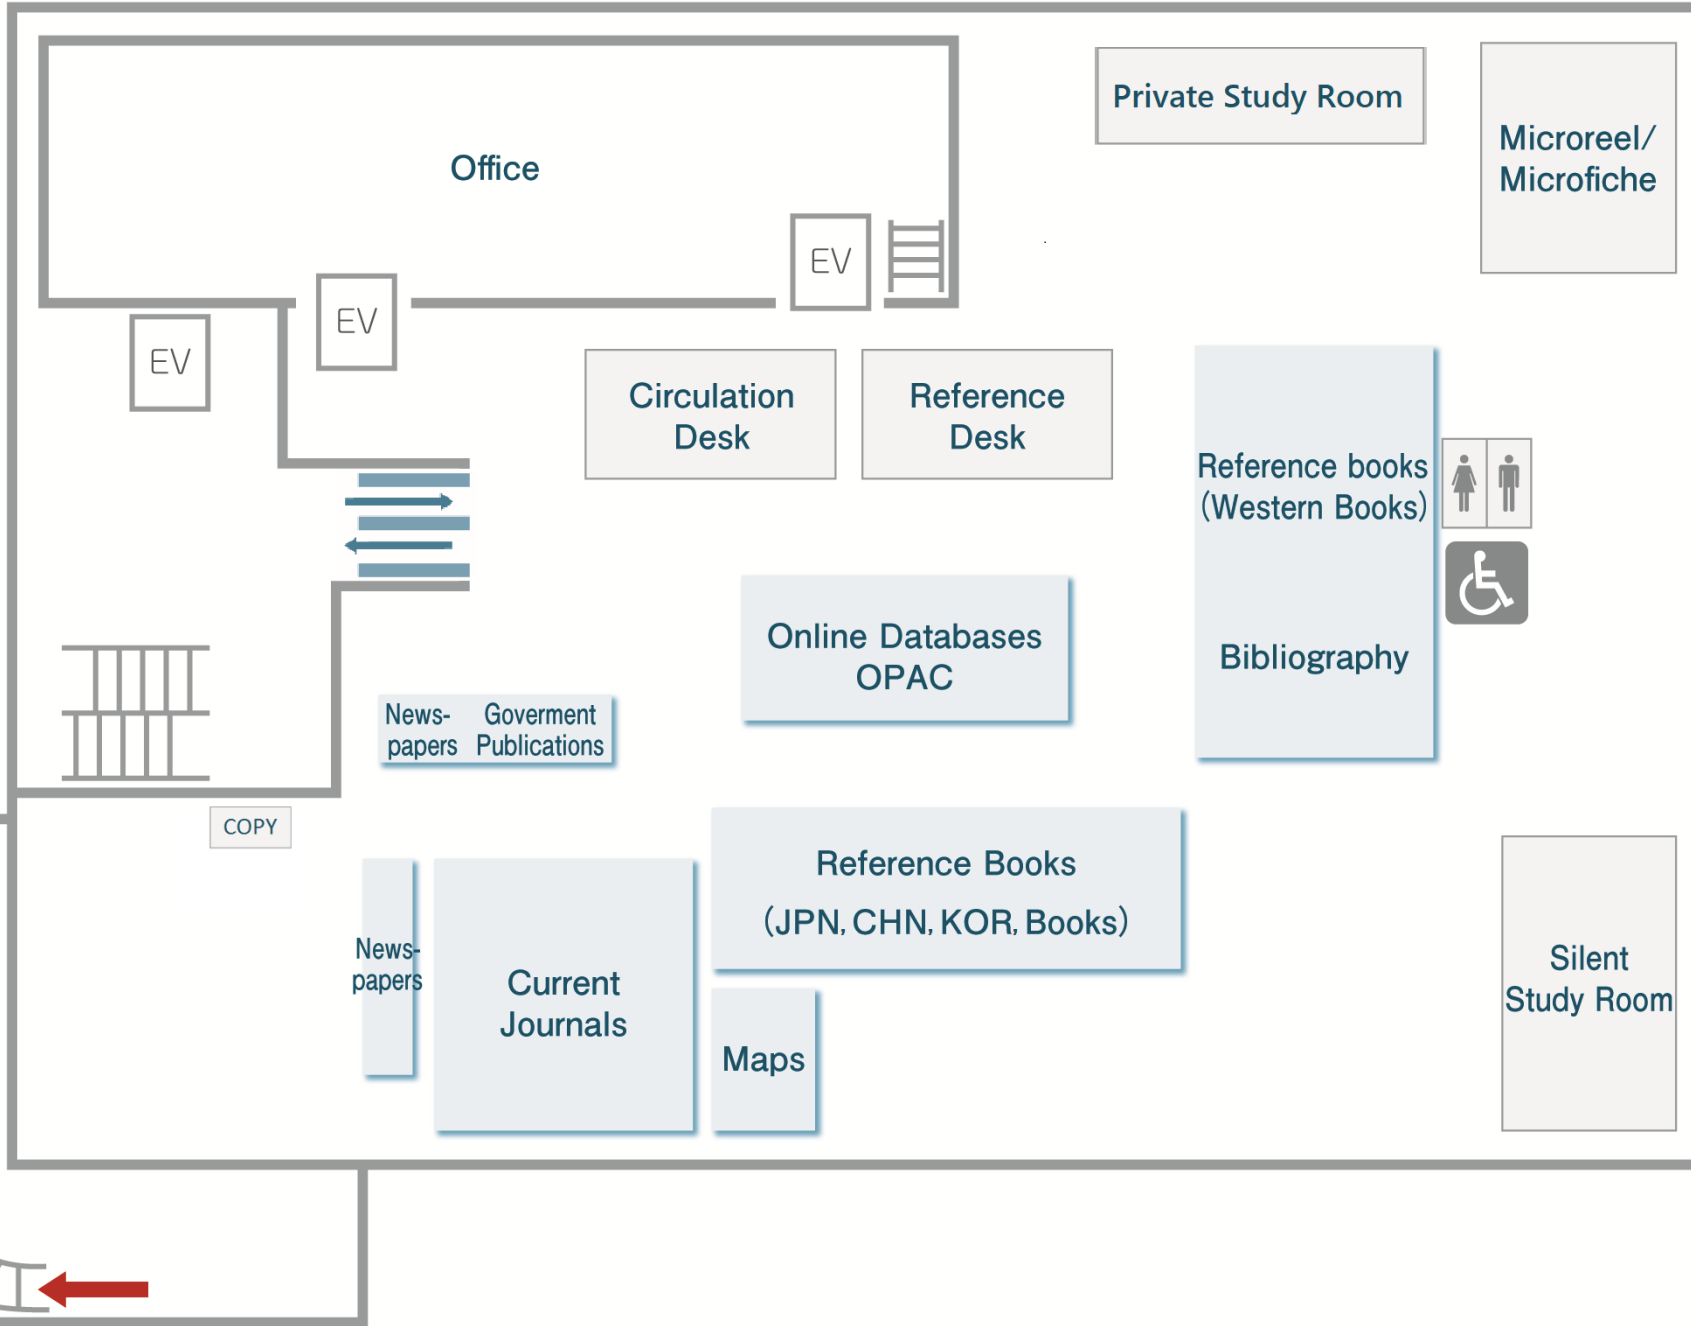 Private Study Room
Microreel/
Microfiche
Office
EV
EV
EV
Circulation
Desk
Reference
Desk
Reference books
(Western Books)
Bibliography
Online Databases
OPAC
News-
papers
Goverment
Publications
COPY
Reference Books
(JPN, CHN, KOR, Books)
News-
papers
Current
Journals
Maps
Silent
Study Room